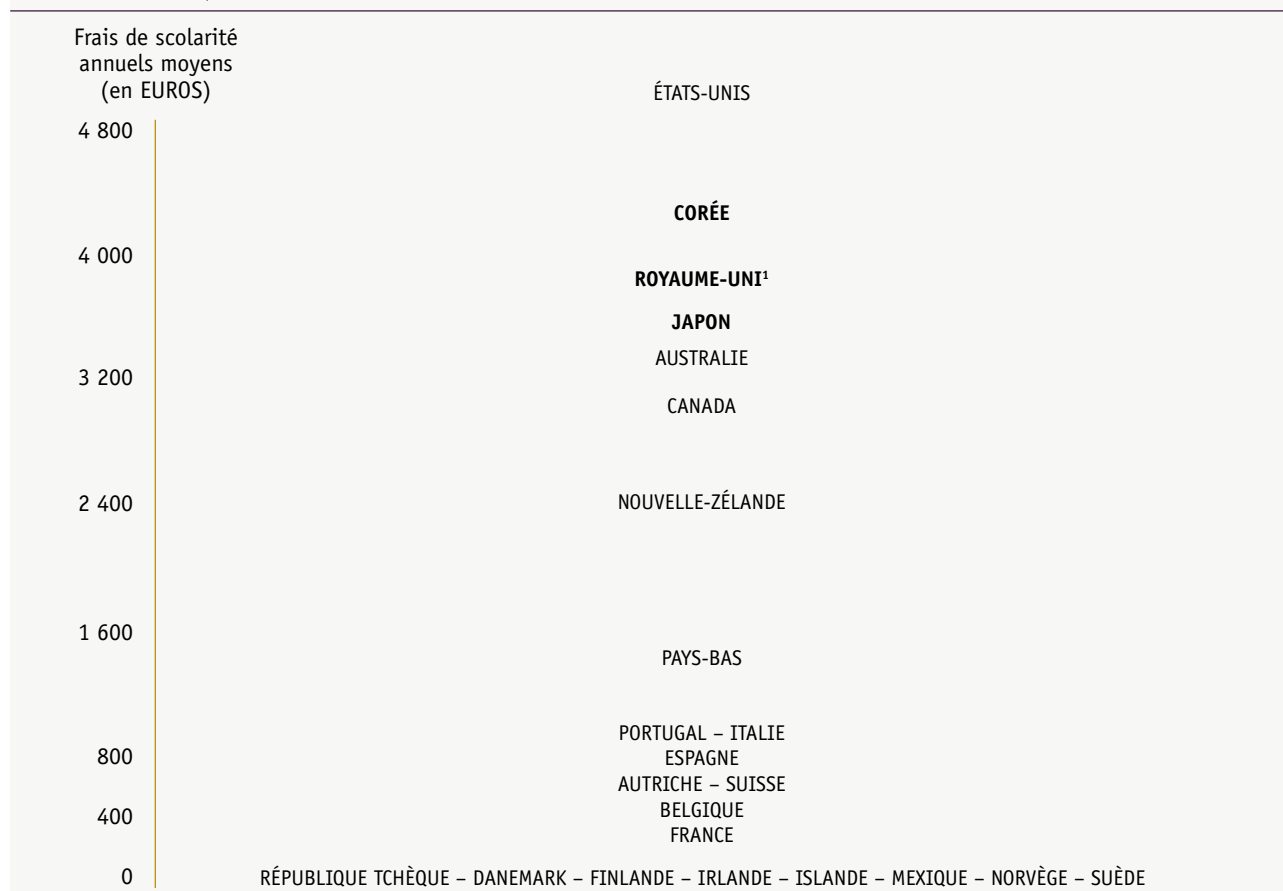 Frais de scolarité
annuels moyens
(en EUROS)
ÉTATS-UNIS
4 800
CORÉE
4 000
ROYAUME-UNI¹
JAPON
AUSTRALIE
3 200
CANADA
2 400
NOUVELLE-ZÉLANDE
1 600
PAYS-BAS
PORTUGAL – ITALIE
800
ESPAGNE
AUTRICHE – SUISSE
400
BELGIQUE
FRANCE
0
RÉPUBLIQUE TCHÈQUE – DANEMARK – FINLANDE – IRLANDE – ISLANDE – MEXIQUE – NORVÈGE – SUÈDE